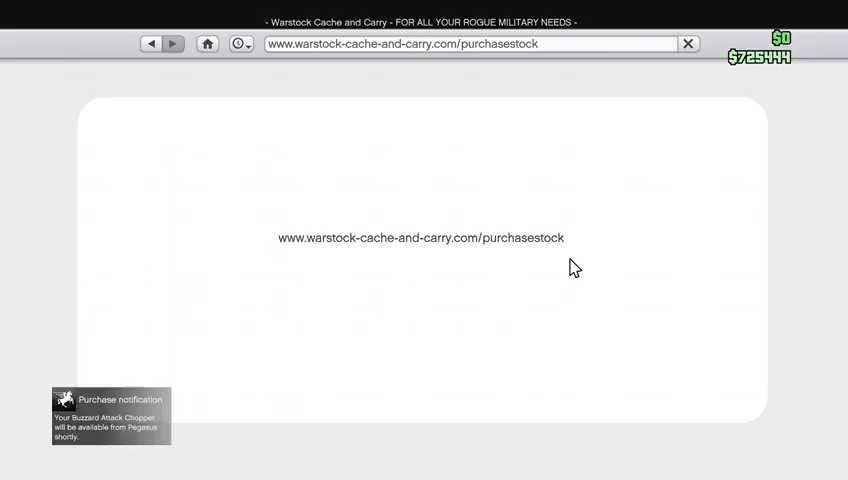 - Warstock Cache and Carry - FOR ALL YOUR ROGUE MILITARY NEEDS -
www.warstock-cache-and-carry.com/purchasestock
$0
$725444
www.warstock-cache-and-carry.com/purchasestock
Purchase notification
Your Buzzard Attack Chopper
will be available from Pegasus
shortly.